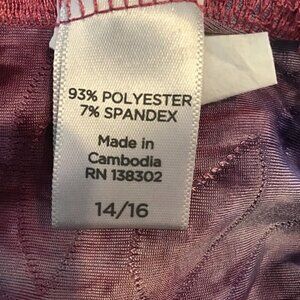 93% POLYESTER
7% SPANDEX
Made in
Cambodia
RN 138302
14/16